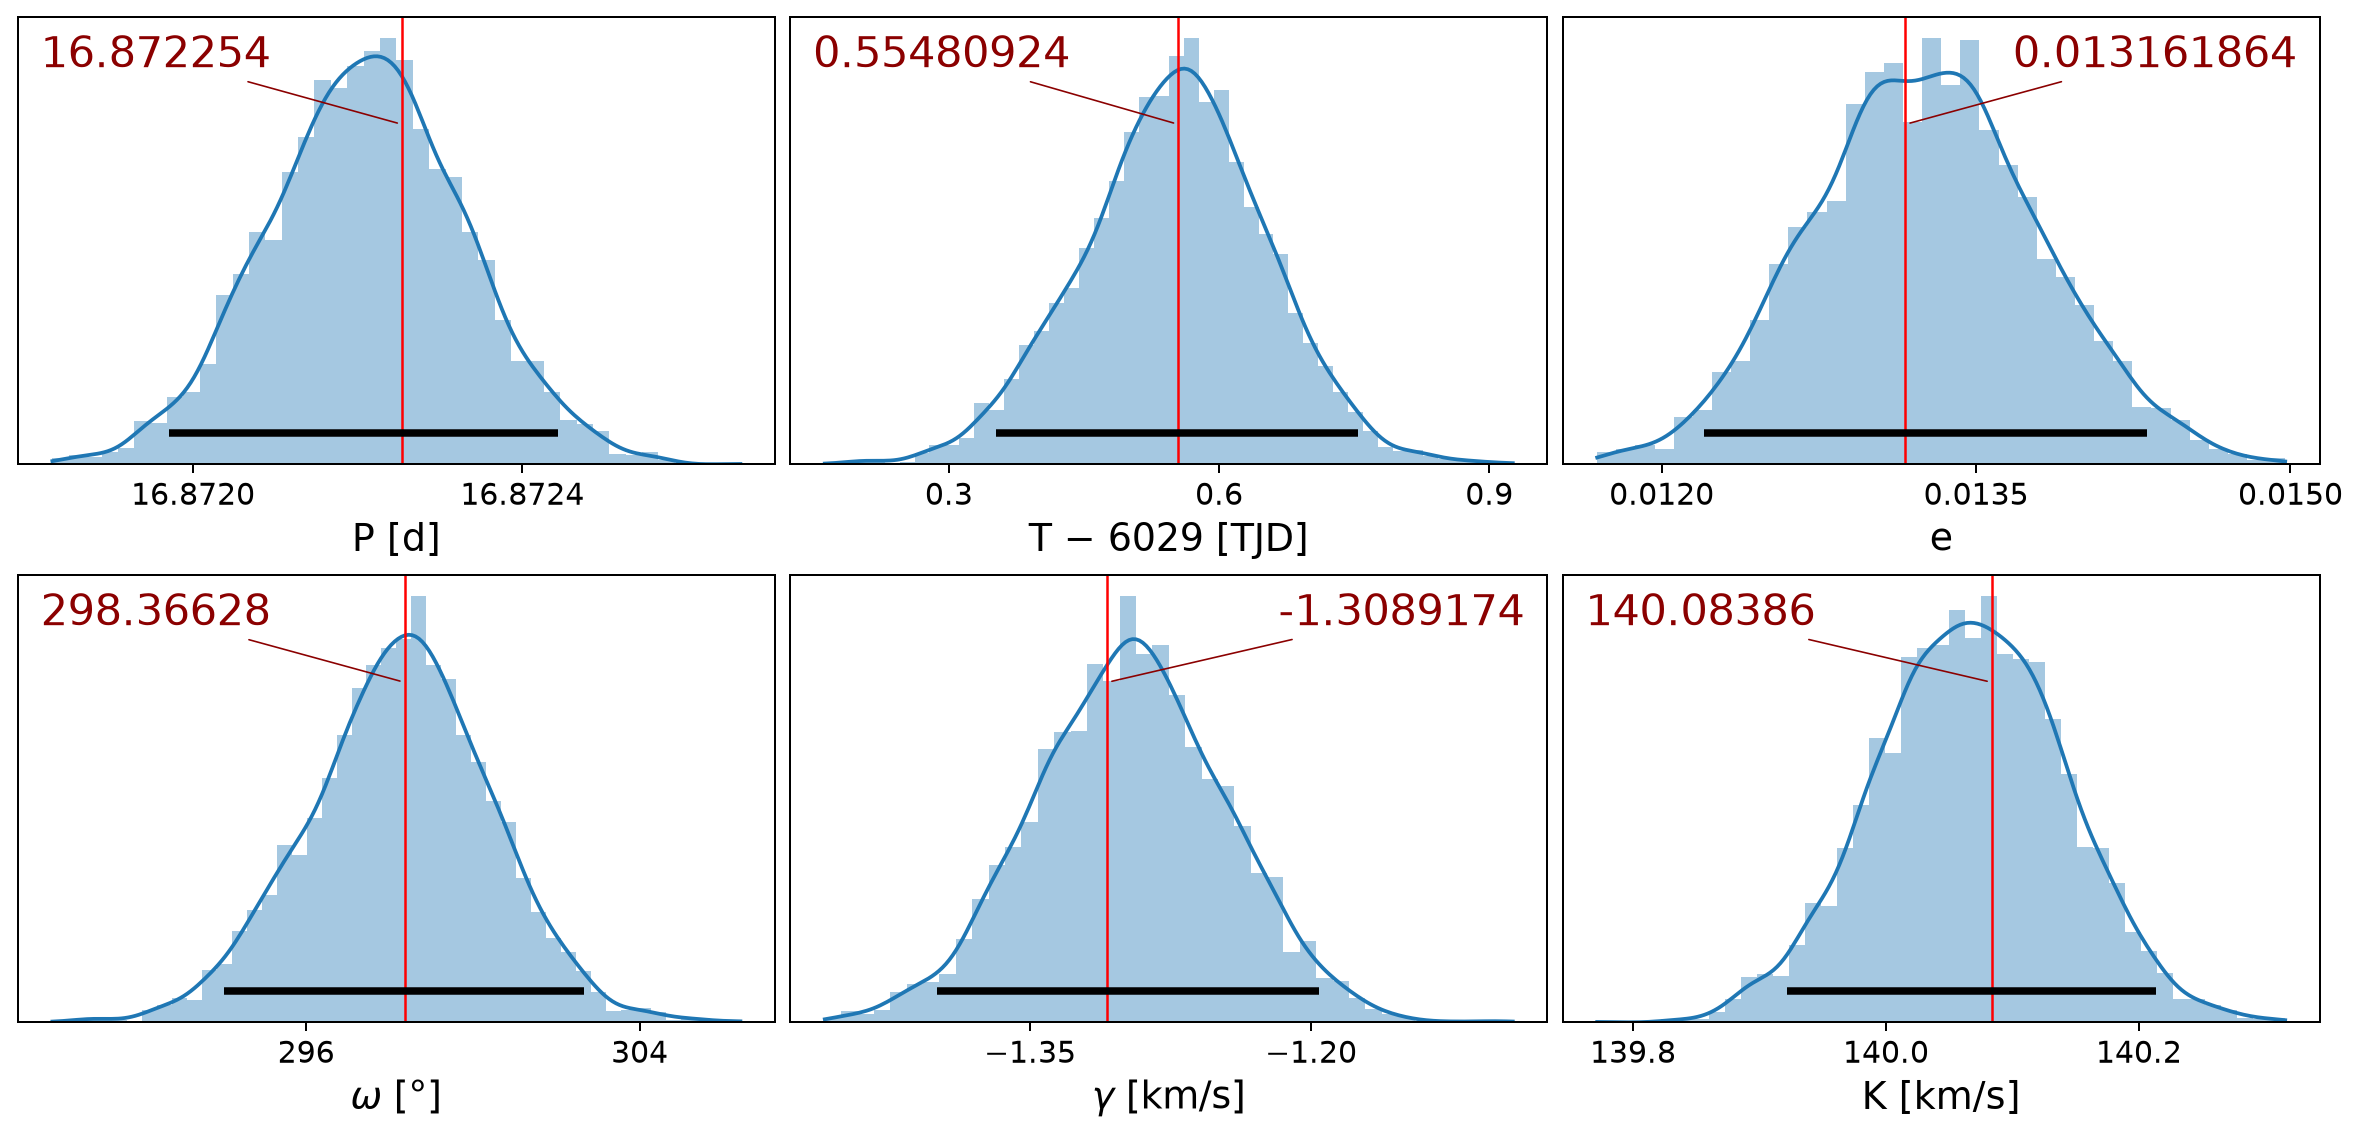 16.872254
0.55480924
0.013161864
16.8720 16.8724
0.3 0.6 0.9
0.0120 0.0135 0.0150
P [d]
T − 6029 [TJD]
e
298.36628
-1.3089174
140.08386
296 304
−1.35 −1.20
139.8 140.0 140.2
ω [°]
γ [km/s]
K [km/s]